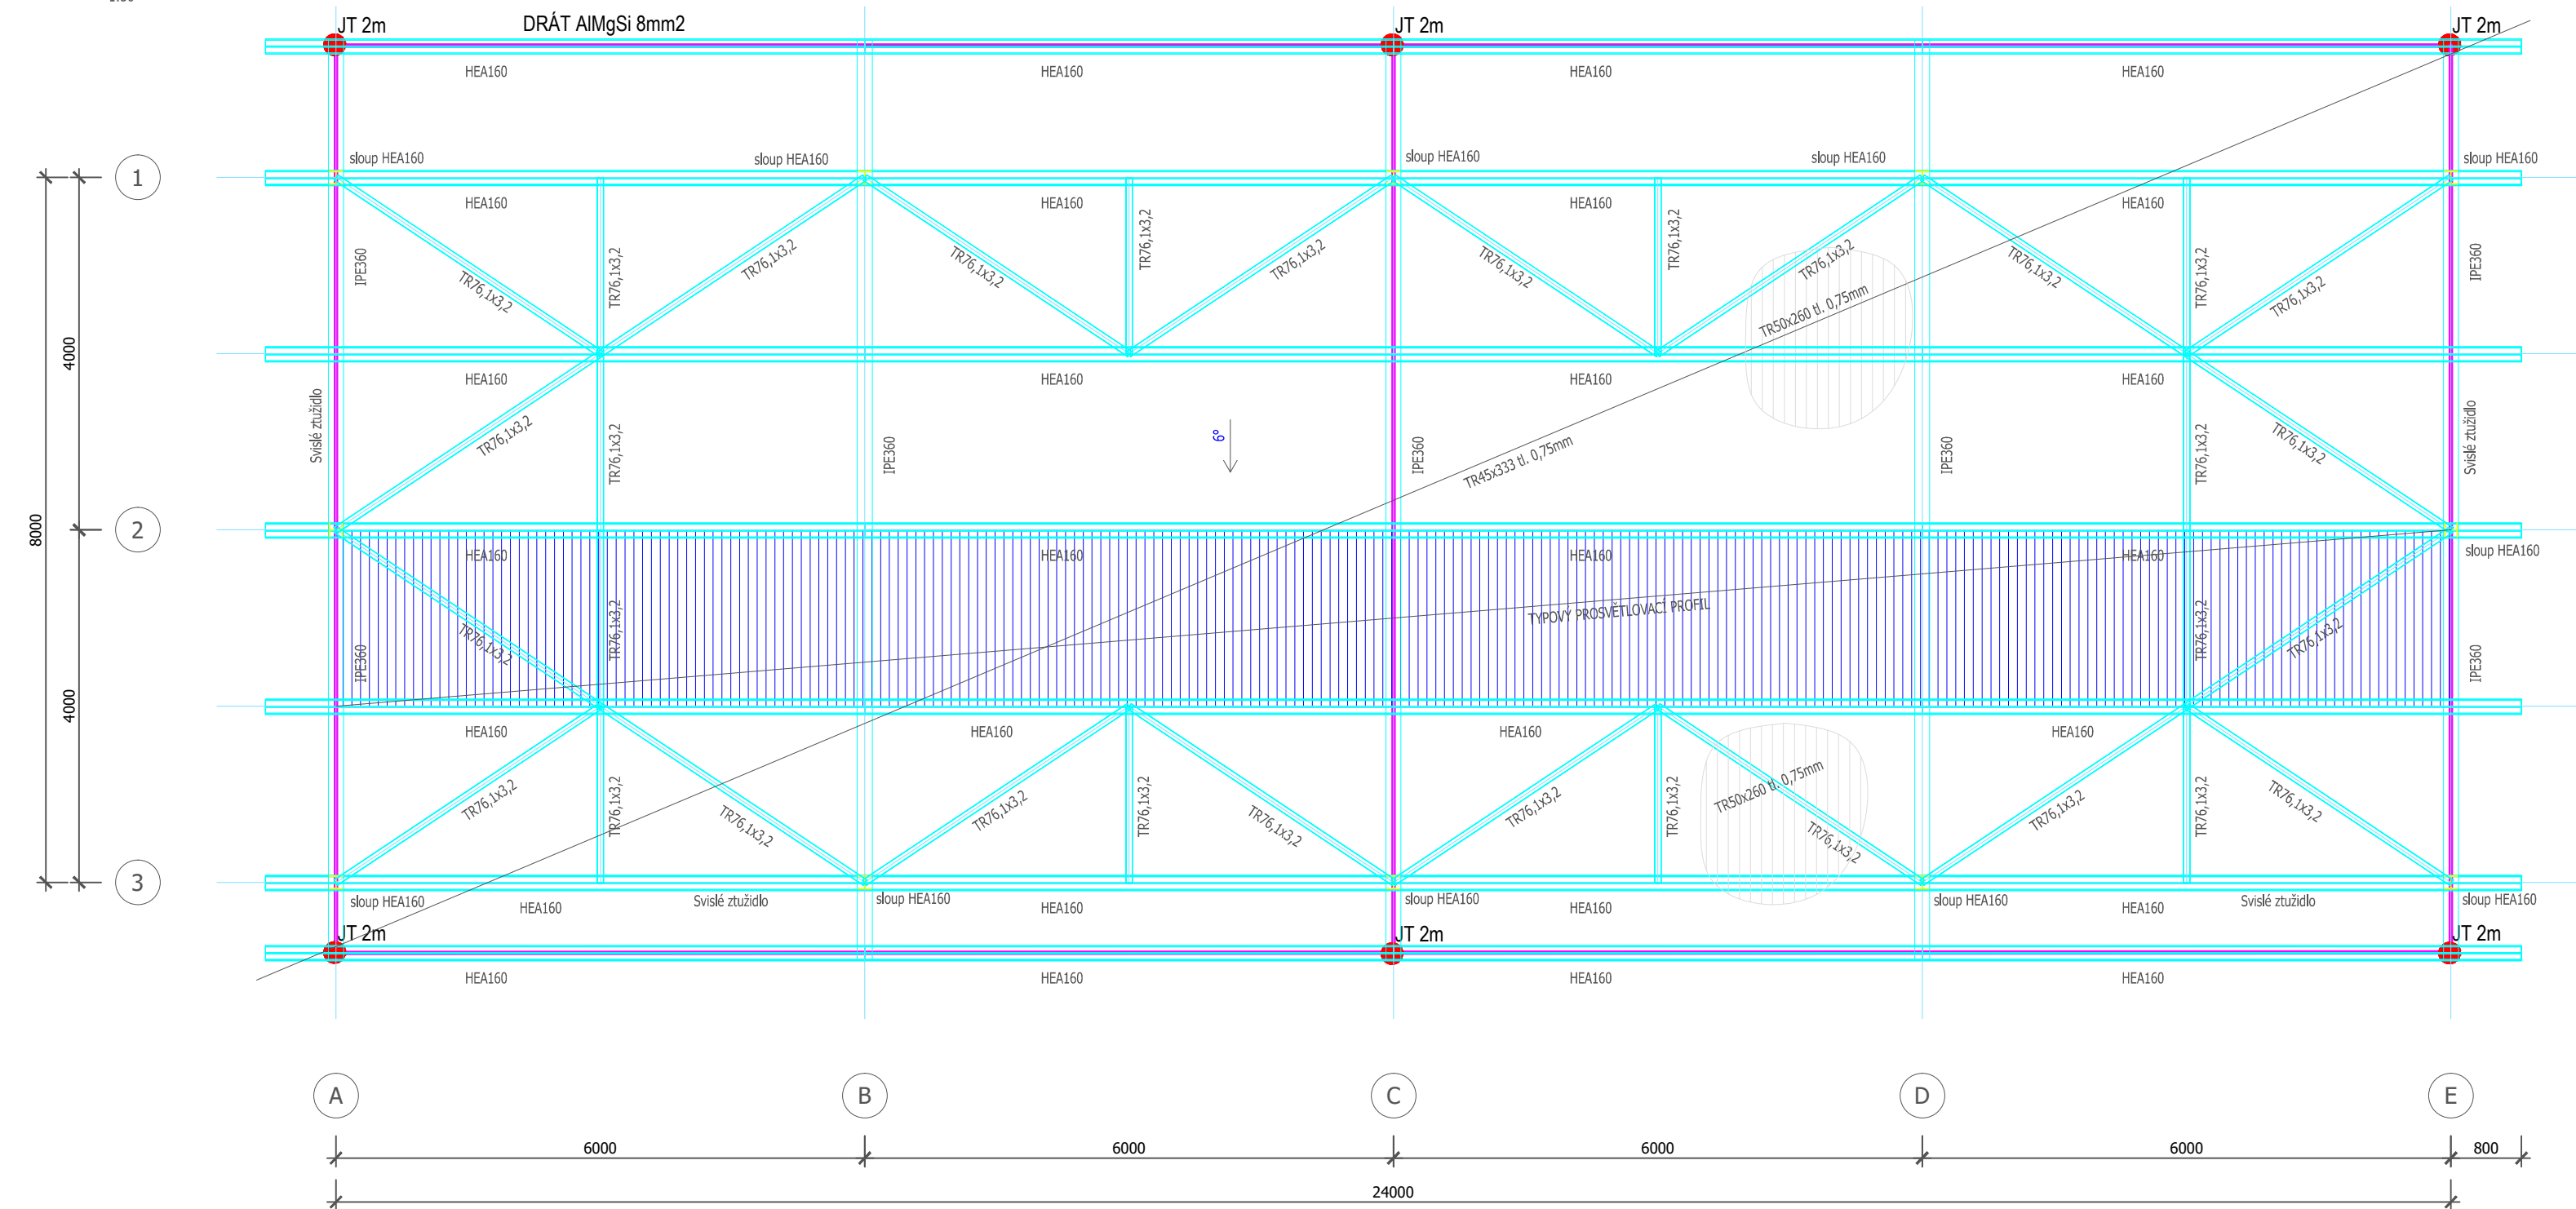 JT 2m
DRÁT AlMgSi 8mm2
JT 2m
JT 2m
HEA160
HEA160
HEA160
HEA160
sloup HEA160
sloup HEA160
sloup HEA160
sloup HEA160
sloup HEA160
1
HEA160
HEA160
HEA160
HEA160
IPE360
TR76,1x3,2
TR76,1x3,2
TR76,1x3,2
TR76,1x3,2
TR76,1x3,2
TR76,1x3,2
TR76,1x3,2
TR76,1x3,2
TR76,1x3,2
TR76,1x3,2
TR76,1x3,2
TR76,1x3,2
IPE360
TR50x260 tl. 0,75mm
4000
HEA160
HEA160
HEA160
HEA160
Svislé ztužidlo
TR76,1x3,2
TR76,1x3,2
IPE360
6°
IPE360
TR45x333 tl. 0,75mm
IPE360
TR76,1x3,2
TR76,1x3,2
Svislé ztužidlo
8000
2
HEA160
HEA160
HEA160
HEA160
sloup HEA160
TYPOVÝ PROSVĚTLOVACÍ PROFIL
IPE360
TR76,1x3,2
TR76,1x3,2
TR76,1x3,2
TR76,1x3,2
IPE360
4000
HEA160
HEA160
HEA160
HEA160
TR76,1x3,2
TR76,1x3,2
TR76,1x3,2
TR76,1x3,2
TR76,1x3,2
TR76,1x3,2
TR76,1x3,2
TR76,1x3,2
TR50x260 tl. 0,75mm
TR76,1x3,2
TR76,1x3,2
TR76,1x3,2
TR76,1x3,2
3
sloup HEA160
HEA160
Svislé ztužidlo
sloup HEA160
HEA160
sloup HEA160
HEA160
sloup HEA160
HEA160
Svislé ztužidlo
sloup HEA160
JT 2m
JT 2m
JT 2m
HEA160
HEA160
HEA160
HEA160
A
B
C
D
E
6000
6000
6000
6000
800
24000